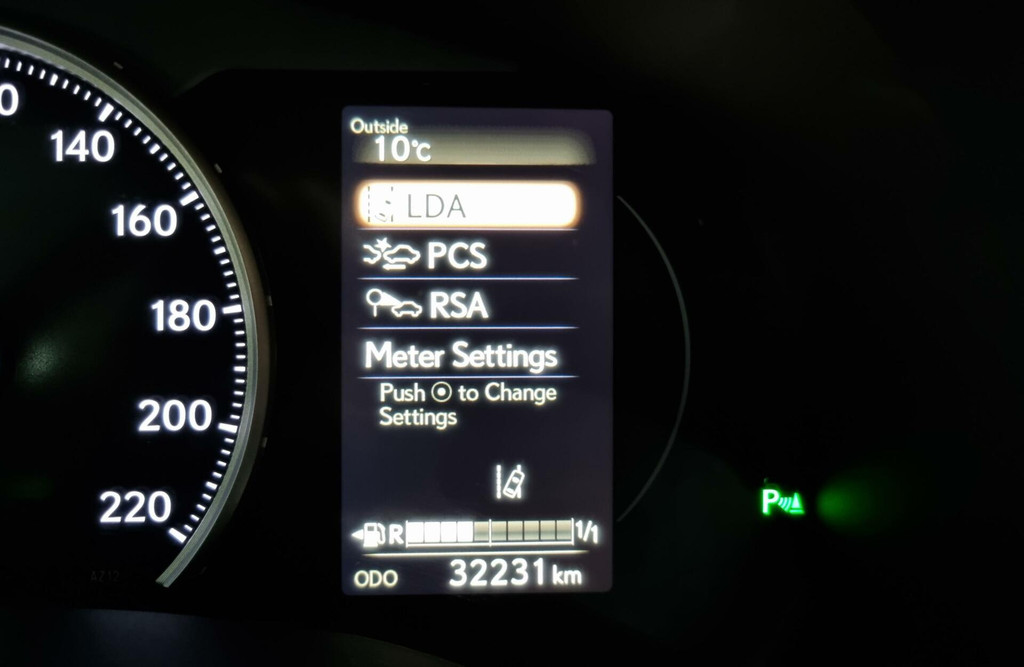 140
160
180
200
220
Outside
10°C
LDA
PCS
RSA
Meter Settings
Push ⦿ to Change
Settings
R 1/1
ODO 32231 km
P